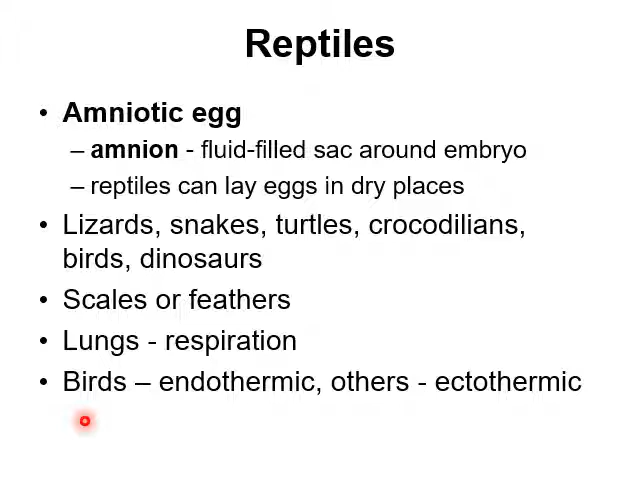 Reptiles
• Amniotic egg
– amnion - fluid-filled sac around embryo
– reptiles can lay eggs in dry places
• Lizards, snakes, turtles, crocodilians,
birds, dinosaurs
• Scales or feathers
• Lungs - respiration
• Birds – endothermic, others - ectothermic